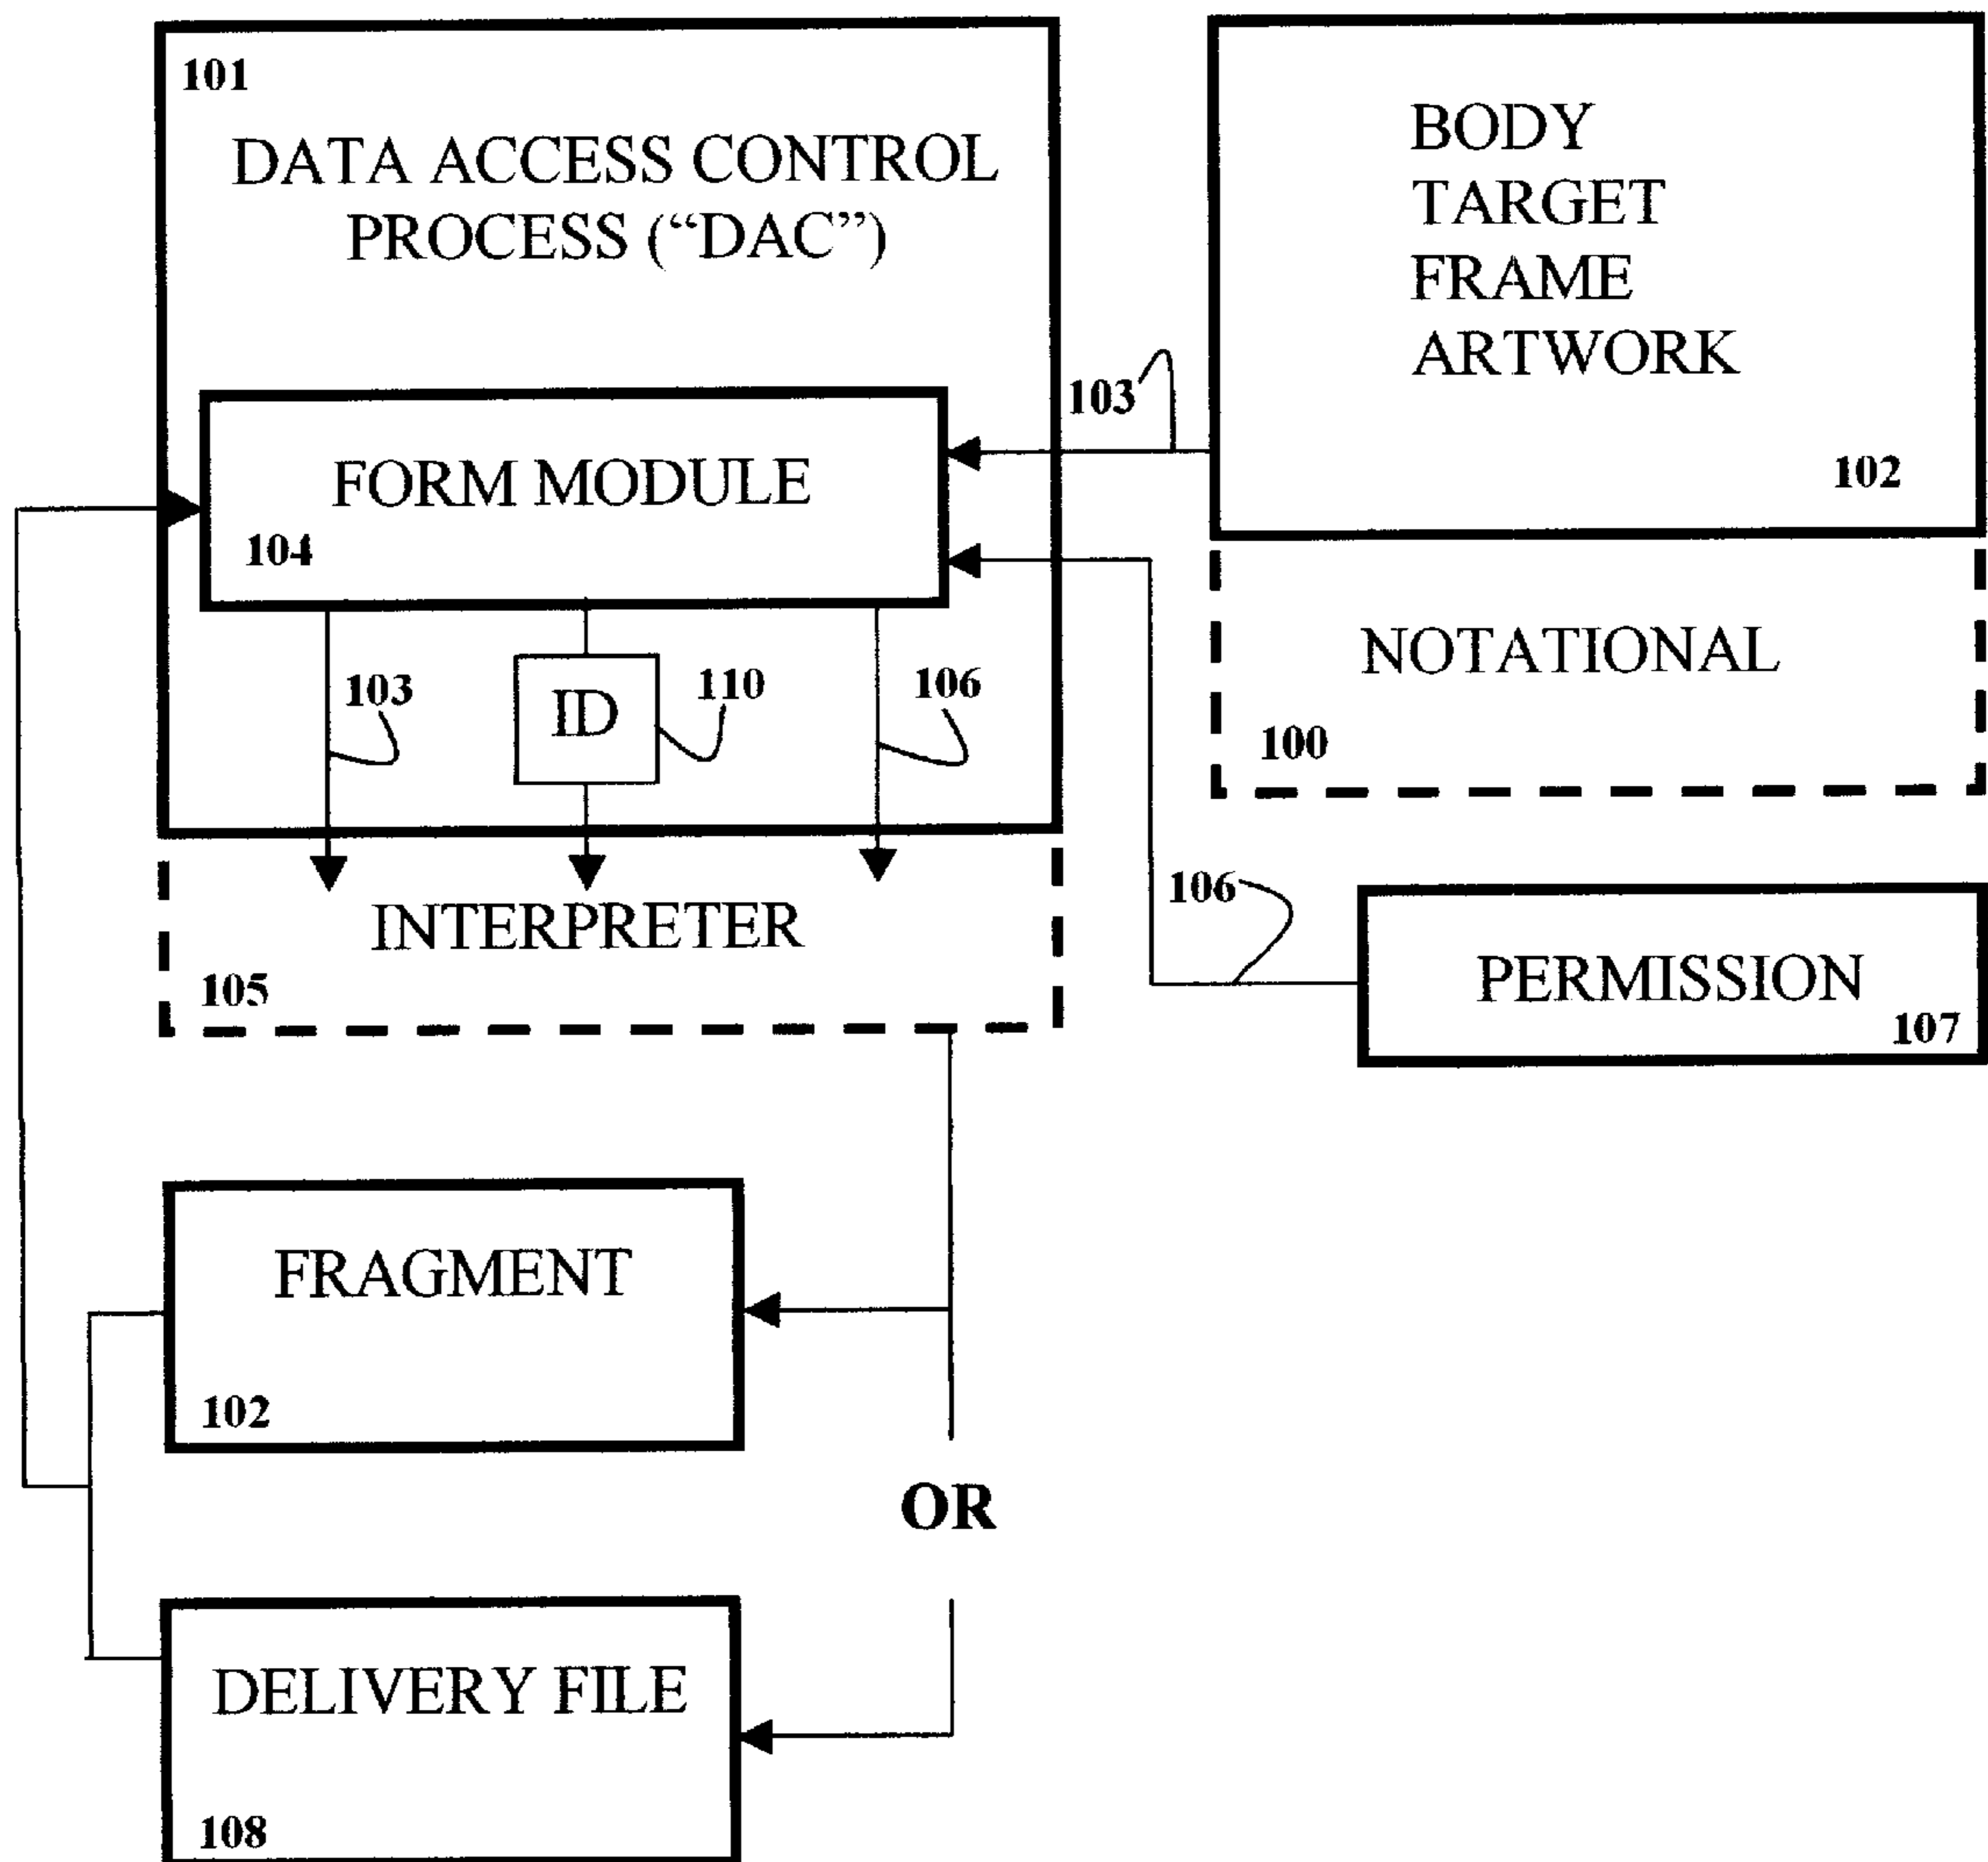 101
DATA ACCESS CONTROL
PROCESS (“DAC”)
BODY
TARGET
FRAME
ARTWORK
102
103
FORM MODULE
104
103
ID
110
106
NOTATIONAL
100
INTERPRETER
105
106
PERMISSION
107
FRAGMENT
102
OR
DELIVERY FILE
108